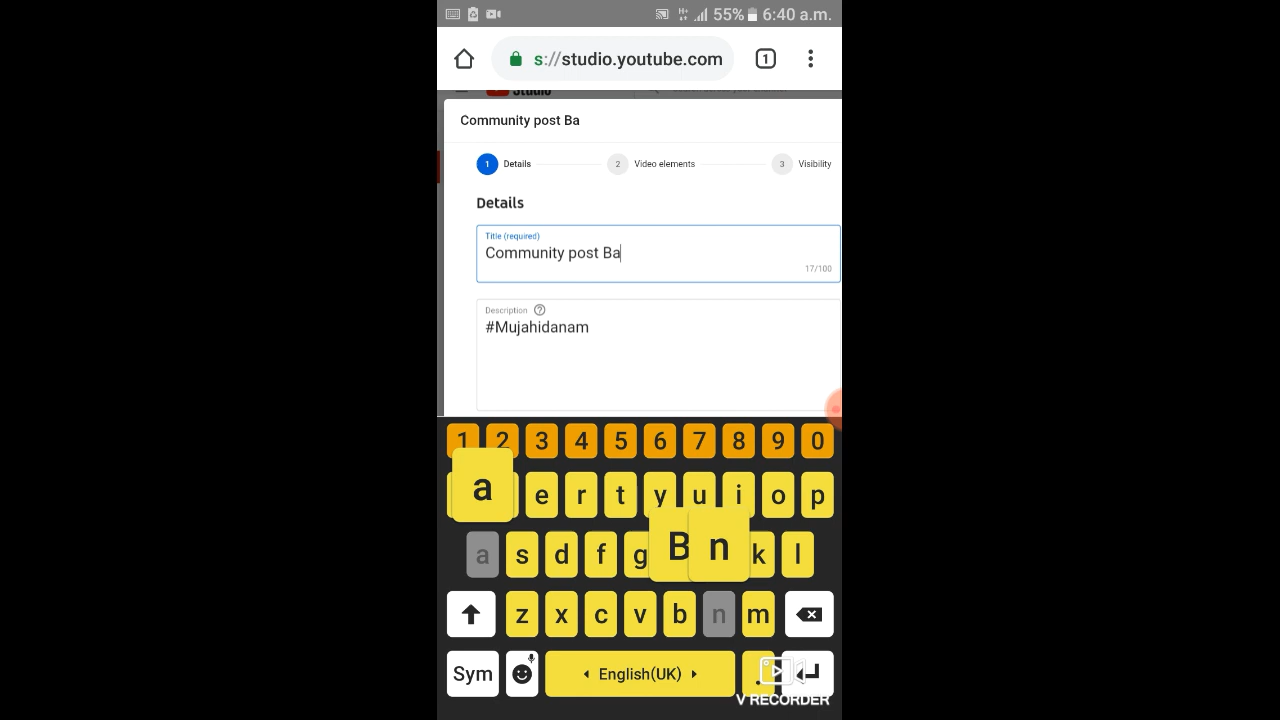 55% 6:40 a.m.
s://studio.youtube.com 1
Studio
Community post Ba
1 Details 2 Video elements 3 Visibility
Details
Title (required)
Community post Ba
17/100
Description ?
#Mujahidanam
1 2 3 4 5 6 7 8 9 0
a e r t y u i o p
a s d f g B n k l
z x c v b n m
Sym English(UK) .
V RECORDER